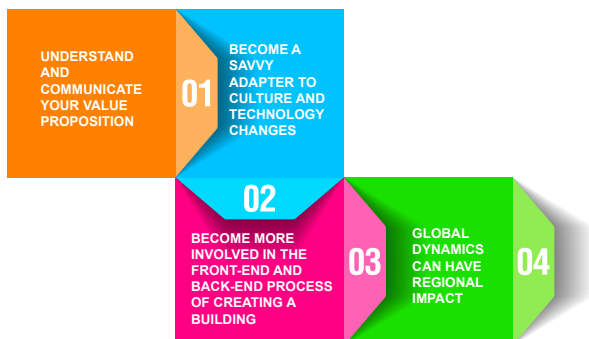 UNDERSTAND
AND
COMMUNICATE
YOUR VALUE
PROPOSITION
01
BECOME A
SAVVY
ADAPTER TO
CULTURE AND
TECHNOLOGY
CHANGES
02
BECOME MORE
INVOLVED IN THE
FRONT-END AND
BACK-END PROCESS
OF CREATING A
BUILDING
03
GLOBAL
DYNAMICS
CAN HAVE
REGIONAL
IMPACT
04